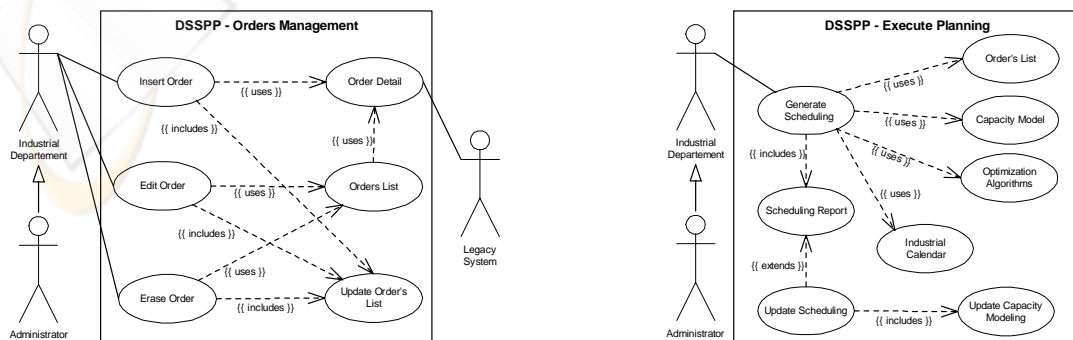 DSSPP - Orders Management
Insert Order
{{ uses }}
Order Detail
{{ includes }}
{{ uses }}
Industrial
Departement
Edit Order
{{ uses }}
Orders List
{{ includes }}
Legacy
System
{{ uses }}
Erase Order
{{ includes }}
Update Order's
List
Administrator
DSSPP - Execute Planning
Order's List
{{ uses }}
Generate
Scheduling
{{ uses }}
Capacity Model
Industrial
Departement
{{ includes }}
{{ uses }}
Optimization
Algorithms
{{ uses }}
Scheduling Report
Industrial
Calendar
{{ extends }}
Update Scheduling
{{ includes }}
Update Capacity
Modeling
Administrator